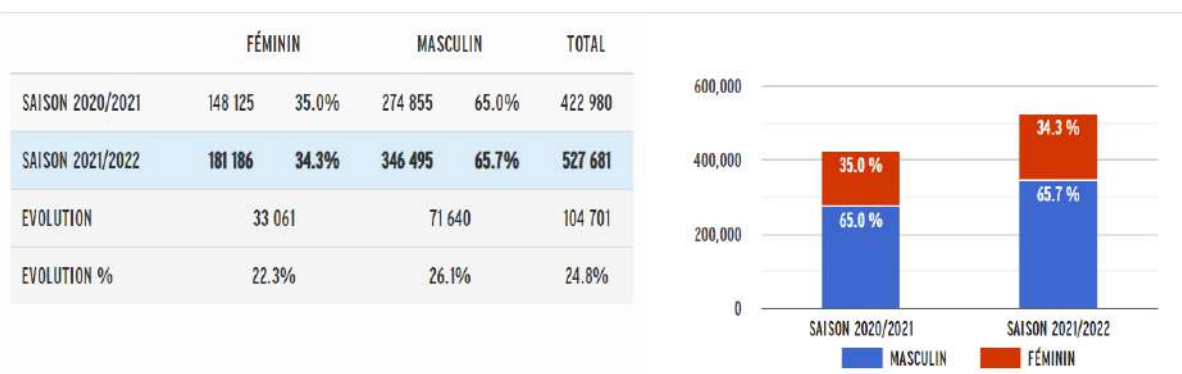 FÉMININ MASCULIN TOTAL
SAISON 2020/2021 148 125 35.0% 274 855 65.0% 422 980
SAISON 2021/2022 181 186 34.3% 346 495 65.7% 527 681
EVOLUTION 33 061 71 640 104 701
EVOLUTION % 22.3% 26.1% 24.8%
600,000
400,000
200,000
0
35.0 %
65.0 %
34.3 %
65.7 %
SAISON 2020/2021 SAISON 2021/2022
MASCULIN FÉMININ